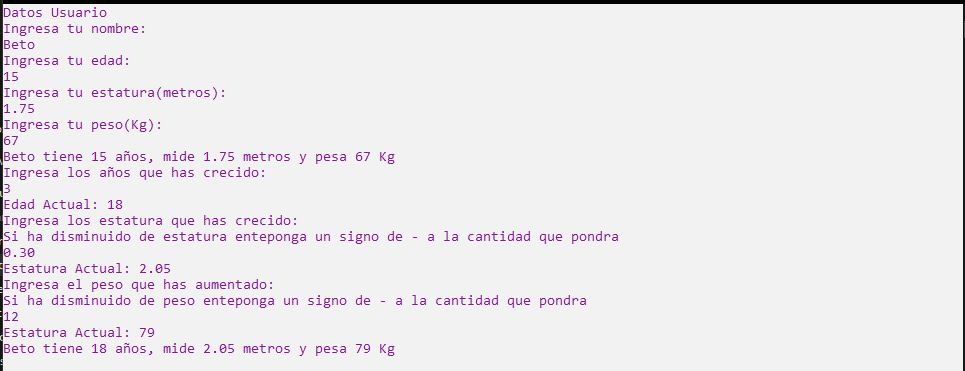 Datos Usuario
Ingresa tu nombre:
Beto
Ingresa tu edad:
15
Ingresa tu estatura(metros):
1.75
Ingresa tu peso(Kg):
67
Beto tiene 15 años, mide 1.75 metros y pesa 67 Kg
Ingresa los años que has crecido:
3
Edad Actual: 18
Ingresa los estatura que has crecido:
Si ha disminuido de estatura enteponga un signo de - a la cantidad que pondra
0.30
Estatura Actual: 2.05
Ingresa el peso que has aumentado:
Si ha disminuido de peso enteponga un signo de - a la cantidad que pondra
12
Estatura Actual: 79
Beto tiene 18 años, mide 2.05 metros y pesa 79 Kg